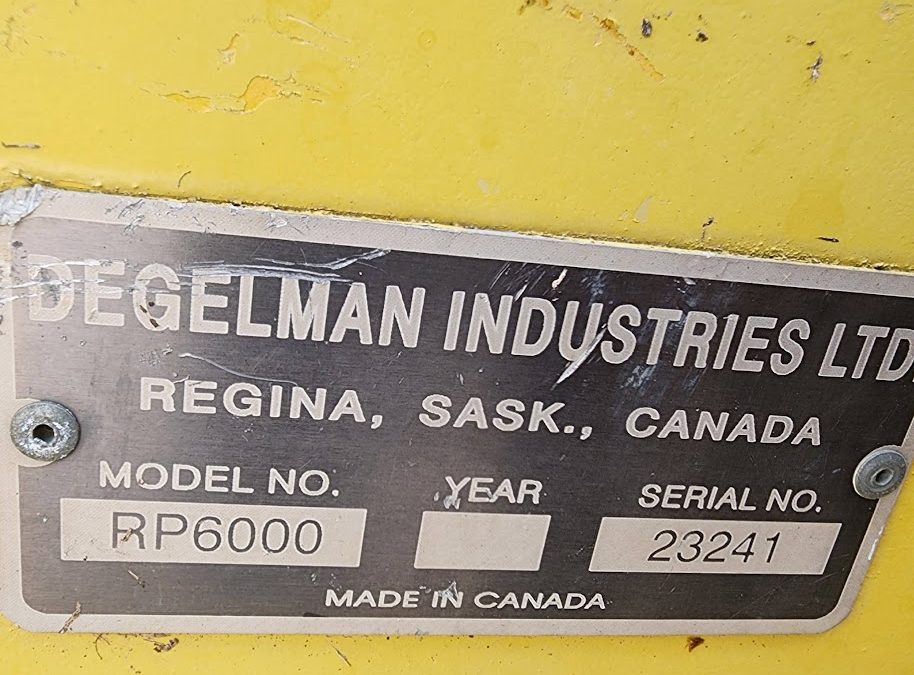 DEGELMAN INDUSTRIES LTD
REGINA, SASK., CANADA
MODEL NO. YEAR SERIAL NO.
RP6000 23241
MADE IN CANADA